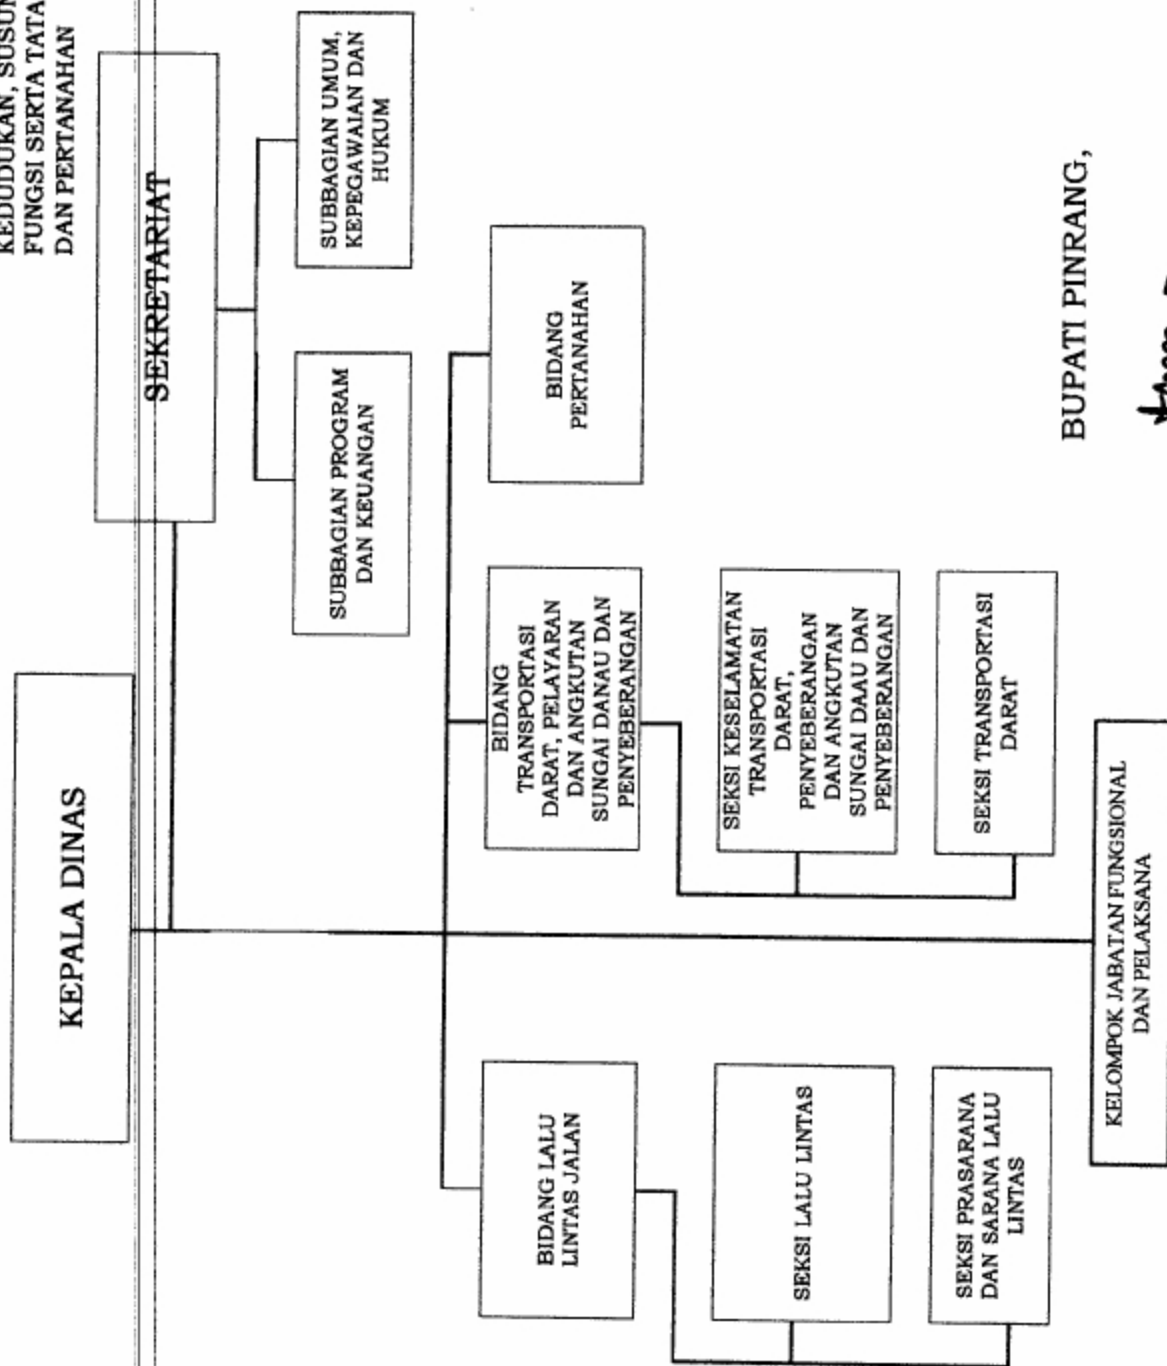 KEDUDUKAN, SUSUN
FUNGSI SERTA TATA
DAN PERTANAHAN
KEPALA DINAS
SEKRETARIAT
SUBBAGIAN PROGRAM
DAN KEUANGAN
SUBBAGIAN UMUM,
KEPEGAWAIAN DAN
HUKUM
BIDANG LALU
LINTAS JALAN
BIDANG
TRANSPORTASI
DARAT, PELAYARAN
DAN ANGKUTAN
SUNGAI DANAU DAN
PENYEBERANGAN
BIDANG
PERTANAHAN
SEKSI LALU LINTAS
SEKSI KESELAMATAN
TRANSPORTASI
DARAT,
PENYEBERANGAN
DAN ANGKUTAN
SUNGAI DAAU DAN
PENYEBERANGAN
SEKSI PRASARANA
DAN SARANA LALU
LINTAS
SEKSI TRANSPORTASI
DARAT
KELOMPOK JABATAN FUNGSIONAL
DAN PELAKSANA
BUPATI PINRANG,